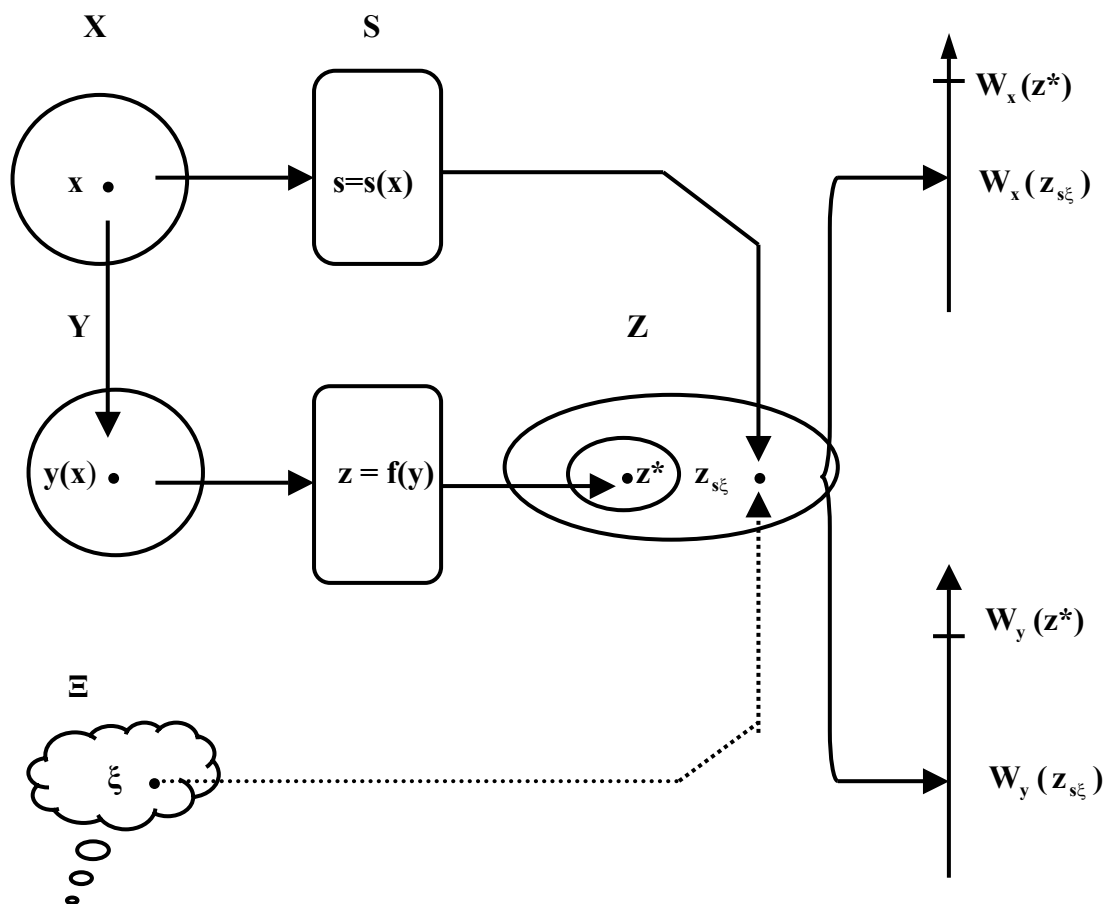 X
S
W_x(z*)
x
s=s(x)
W_x(z_sξ)
Y
Z
y(x)
z = f(y)
z*
z_sξ
W_y(z*)
Ξ
ξ
W_y(z_sξ)